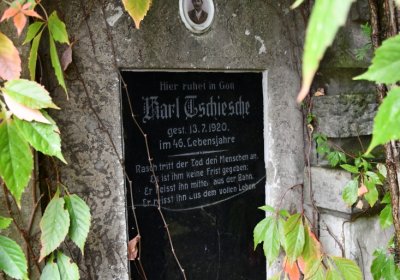 Hier ruhet in Gott
Karl Tschiesche
gest. 13.7.1920.
im 46. Lebensjahre
Rasch tritt der Tod den Menschen an,
Es ist ihm keine Frist gegeben,
Er reisst ihn mitten aus der Bahn,
Er reisst ihn aus dem vollen Leben.